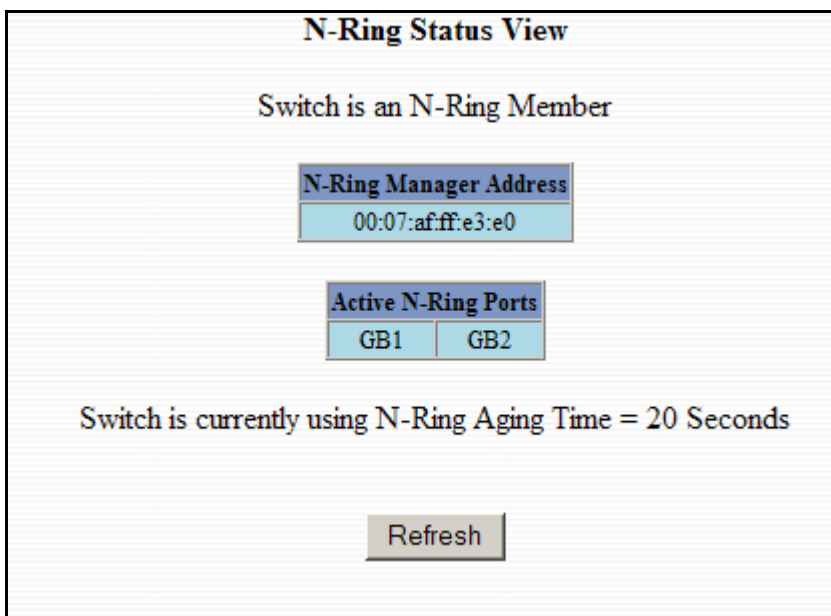 N-Ring Status View
Switch is an N-Ring Member
N-Ring Manager Address
00:07:af:ff:e3:e0
Active N-Ring Ports
GB1 GB2
Switch is currently using N-Ring Aging Time = 20 Seconds
Refresh